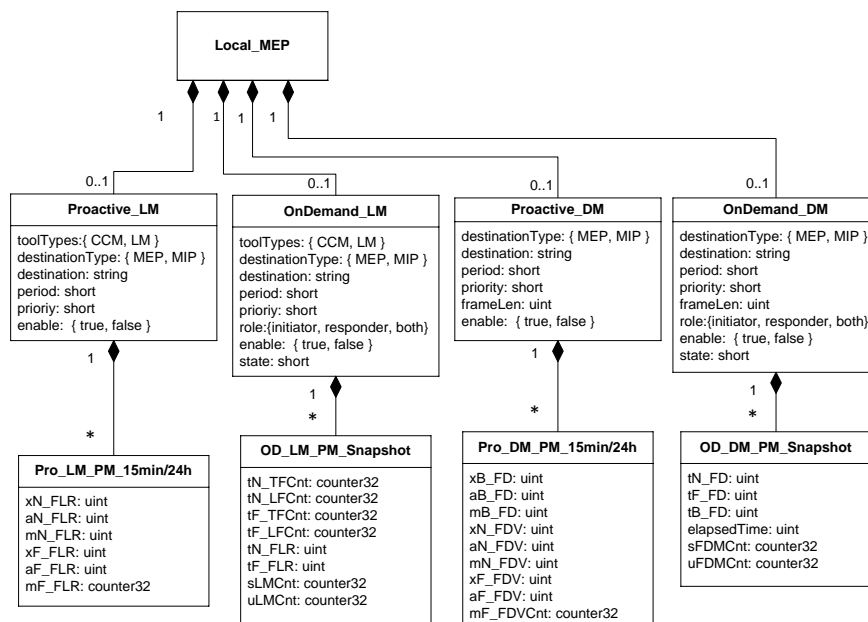 Local_MEP
1
1
1
1
0..1
0..1
0..1
0..1
Proactive_LM
toolTypes:{ CCM, LM }
destinationType: { MEP, MIP }
destination: string
period: short
prioriy: short
enable: { true, false }
OnDemand_LM
toolTypes: { CCM, LM }
destinationType: { MEP, MIP }
destination: string
period: short
prioriy: short
role:{initiator, responder, both}
enable: { true, false }
state: short
Proactive_DM
destinationType: { MEP, MIP }
destination: string
period: short
priority: short
frameLen: uint
enable: { true, false }
OnDemand_DM
destinationType: { MEP, MIP }
destination: string
period: short
priority: short
frameLen: uint
role:{initiator, responder, both}
enable: { true, false }
state: short
1
1
1
1
*
*
*
*
Pro_LM_PM_15min/24h
xN_FLR: uint
aN_FLR: uint
mN_FLR: uint
xF_FLR: uint
aF_FLR: uint
mF_FLR: counter32
OD_LM_PM_Snapshot
tN_TFCnt: counter32
tN_LFCnt: counter32
tF_TFCnt: counter32
tF_LFCnt: counter32
tN_FLR: uint
tF_FLR: uint
sLMCnt: counter32
uLMCnt: counter32
Pro_DM_PM_15min/24h
xB_FD: uint
aB_FD: uint
mB_FD: uint
xN_FDV: uint
aN_FDV: uint
mN_FDV: uint
xF_FDV: uint
aF_FDV: uint
mF_FDVCnt: counter32
OD_DM_PM_Snapshot
tN_FD: uint
tF_FD: uint
tB_FD: uint
elapsedTime: uint
sFDMCnt: counter32
uFDMCnt: counter32